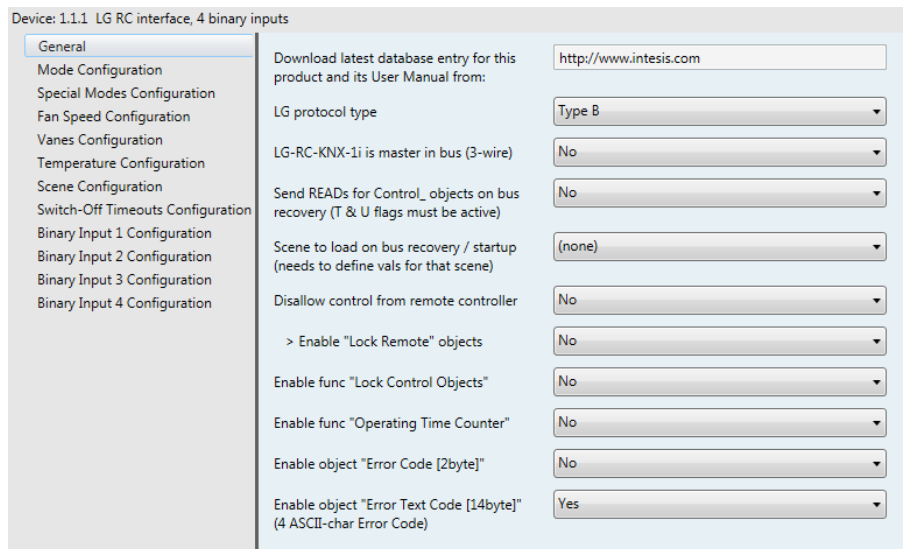 Device: 1.1.1 LG RC interface, 4 binary inputs
General
Mode Configuration
Special Modes Configuration
Fan Speed Configuration
Vanes Configuration
Temperature Configuration
Scene Configuration
Switch-Off Timeouts Configuration
Binary Input 1 Configuration
Binary Input 2 Configuration
Binary Input 3 Configuration
Binary Input 4 Configuration
Download latest database entry for this
product and its User Manual from:
http://www.intesis.com
LG protocol type
Type B
LG-RC-KNX-1i is master in bus (3-wire)
No
Send READs for Control_ objects on bus
recovery (T & U flags must be active)
No
Scene to load on bus recovery / startup
(needs to define vals for that scene)
(none)
Disallow control from remote controller
No
> Enable "Lock Remote" objects
No
Enable func "Lock Control Objects"
No
Enable func "Operating Time Counter"
No
Enable object "Error Code [2byte]"
No
Enable object "Error Text Code [14byte]"
(4 ASCII-char Error Code)
Yes